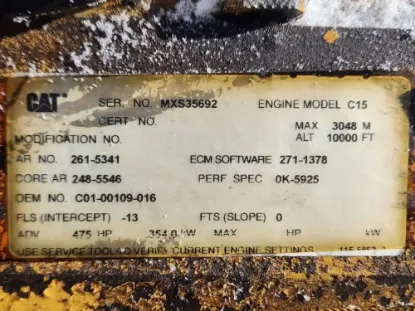 CAT SER. NO. MXS35692 ENGINE MODEL C15
CERT NO. MAX 3048 M
MODIFICATION NO. ALT 10000 FT
AR NO. 261-5341 ECM SOFTWARE 271-1378
CORE AR 248-5546 PERF SPEC 0K-5925
OEM NO. C01-00109-016
FLS (INTERCEPT) -13 FTS (SLOPE) 0
ADV 475 HP 354.0 kW MAX HP kW
USE SERVICE TOOL VERIFY CURRENT ENGINE SETTINGS